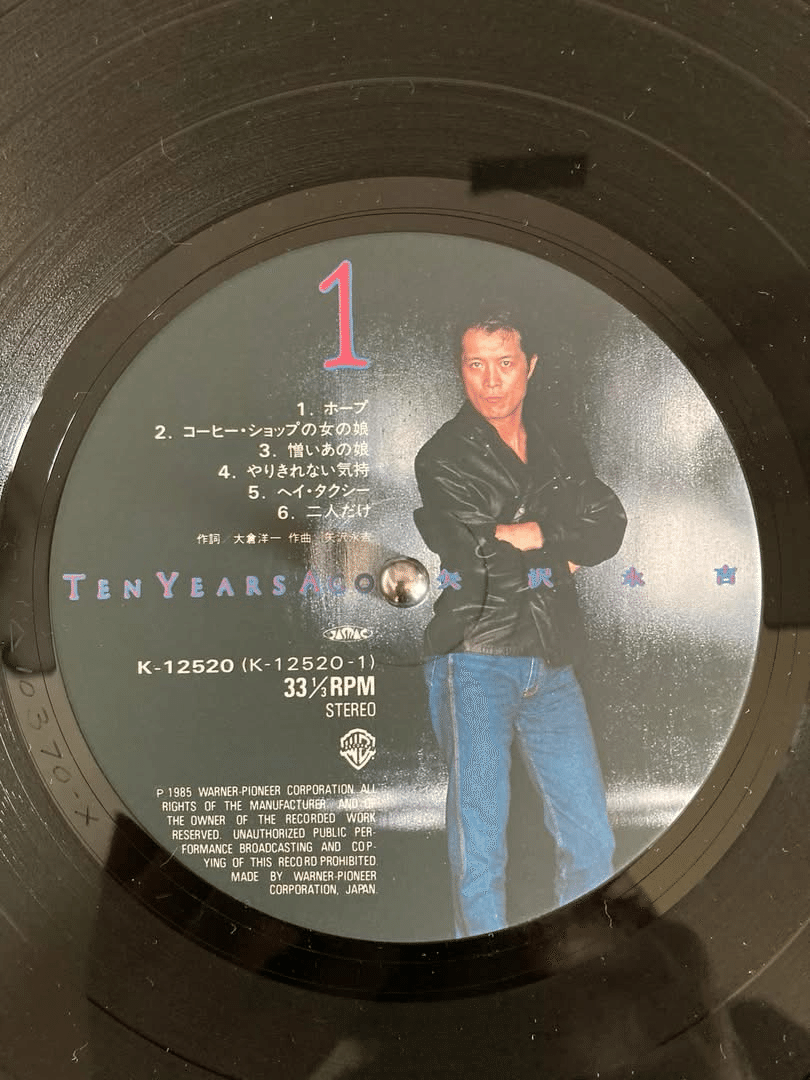 1
1. ホープ
2. コーヒー・ショップの女の娘
3. 憎いあの娘
4. やりきれない気持
5. ヘイ・タクシー
6. 二人だけ
作詞/大倉洋一 作曲/矢沢永吉
TEN YEARS AGO 矢沢永吉
JASRAC
K-12520 (K-12520-1)
33 1/3 RPM
STEREO
P 1985 WARNER-PIONEER CORPORATION. ALL
RIGHTS OF THE MANUFACTURER AND OF
THE OWNER OF THE RECORDED WORK
RESERVED. UNAUTHORIZED PUBLIC PER-
FORMANCE BROADCASTING AND COP-
YING OF THIS RECORD PROHIBITED.
MADE BY WARNER-PIONEER
CORPORATION, JAPAN.